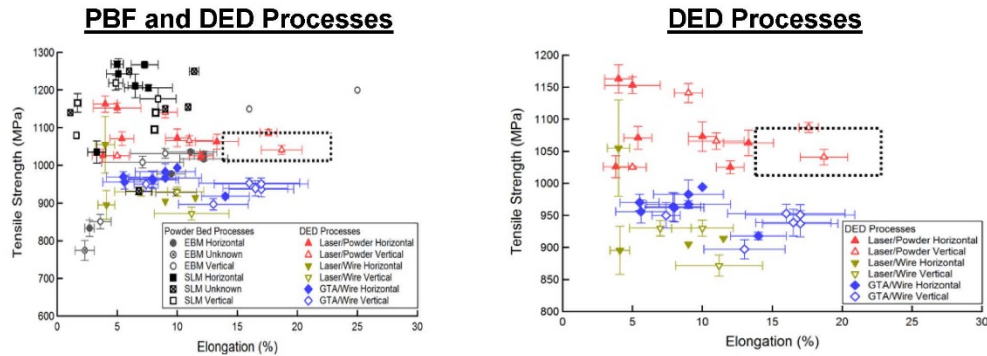 PBF and DED Processes
Tensile Strength (MPa)
1300
1200
1100
1000
900
800
700
600
0 5 10 15 20 25 30
Elongation (%)
Powder Bed Processes
EBM Horizontal
EBM Unknown
EBM Vertical
SLM Horizontal
SLM Unknown
SLM Vertical
DED Processes
Laser/Powder Horizontal
Laser/Powder Vertical
Laser/Wire Horizontal
Laser/Wire Vertical
GTA/Wire Horizontal
GTA/Wire Vertical
DED Processes
Tensile Strength (MPa)
1200
1150
1100
1050
1000
950
900
850
800
0 5 10 15 20 25 30
Elongation (%)
DED Processes
Laser/Powder Horizontal
Laser/Powder Vertical
Laser/Wire Horizontal
Laser/Wire Vertical
GTA/Wire Horizontal
GTA/Wire Vertical